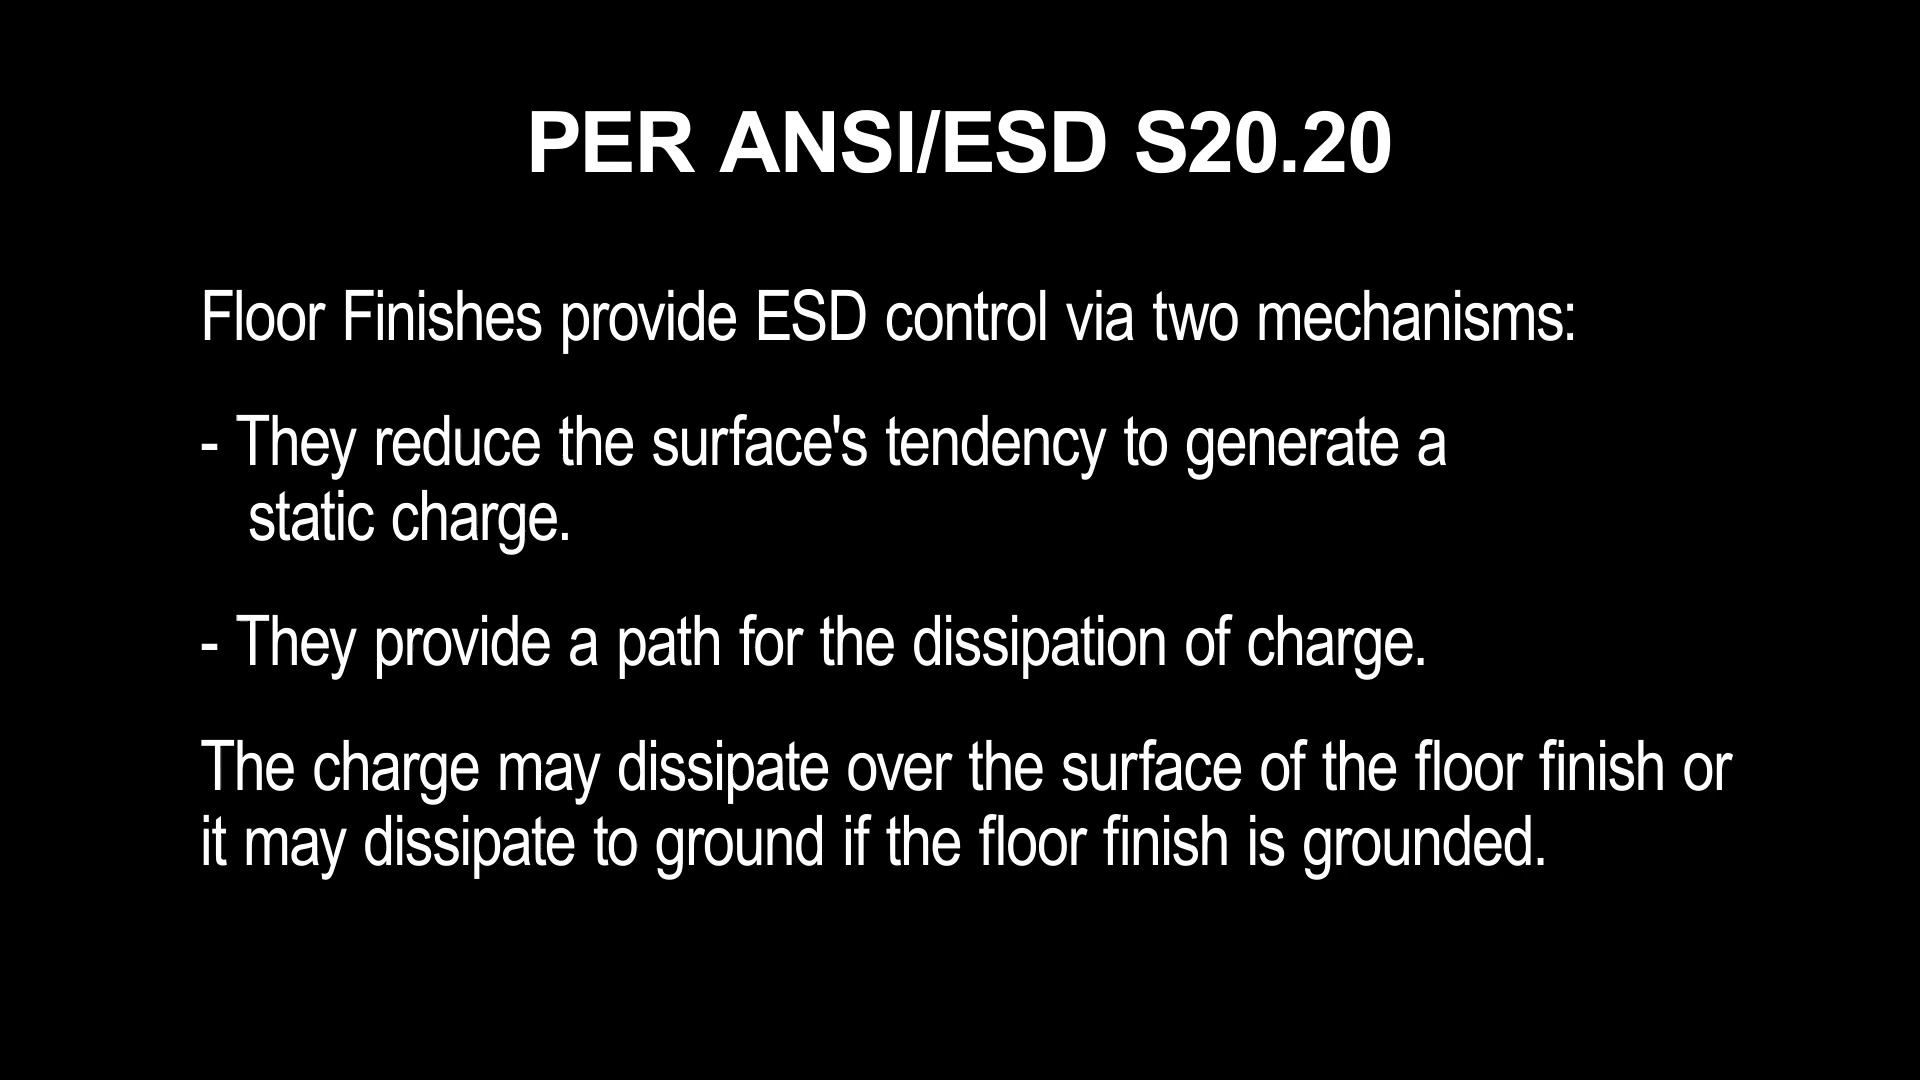 PER ANSI/ESD S20.20
Floor Finishes provide ESD control via two mechanisms:
- They reduce the surface's tendency to generate a
static charge.
- They provide a path for the dissipation of charge.
The charge may dissipate over the surface of the floor finish or
it may dissipate to ground if the floor finish is grounded.